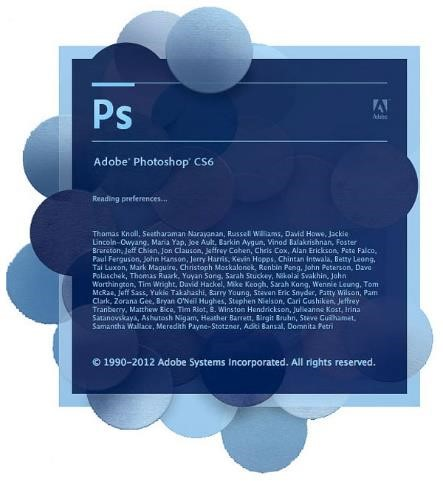 Ps
Adobe
Adobe® Photoshop® CS6
Reading preferences...
Thomas Knoll, Seetharaman Narayanan, Russell Williams, David Howe, Jackie
Lincoln-Owyang, Maria Yap, Joe Ault, Barkin Aygun, Vinod Balakrishnan, Foster
Brereton, Jeff Chien, Jon Clauson, Jeffrey Cohen, Chris Cox, Alan Erickson, Pete Falco,
Paul Ferguson, John Hanson, Jerry Harris, Kevin Hopps, Chintan Intwala, Betty Leong,
Tai Luxon, Mark Maguire, Christoph Moskalonek, Renbin Peng, John Peterson, Dave
Polaschek, Thomas Ruark, Yuyan Song, Sarah Stuckey, Nikolai Svakhin, John
Worthington, Tim Wright, David Hackel, Mike Keogh, Sarah Kong, Wennie Leung, Tom
McRae, Jeff Sass, Yukie Takahashi, Barry Young, Steven Eric Snyder, Patty Wilson, Pam
Clark, Zorana Gee, Bryan O'Neil Hughes, Stephen Nielson, Cari Gushiken, Jeffrey
Tranberry, Matthew Bice, Tim Riot, B. Winston Hendrickson, Julieanne Kost, Irina
Satanovskaya, Ashutosh Nigam, Heather Barrett, Birgit Bruhn, Steve Guilhamet,
Samantha Wallace, Meredith Payne-Stotzner, Aditi Bansal, Domnita Petri
© 1990-2012 Adobe Systems Incorporated. All rights reserved.